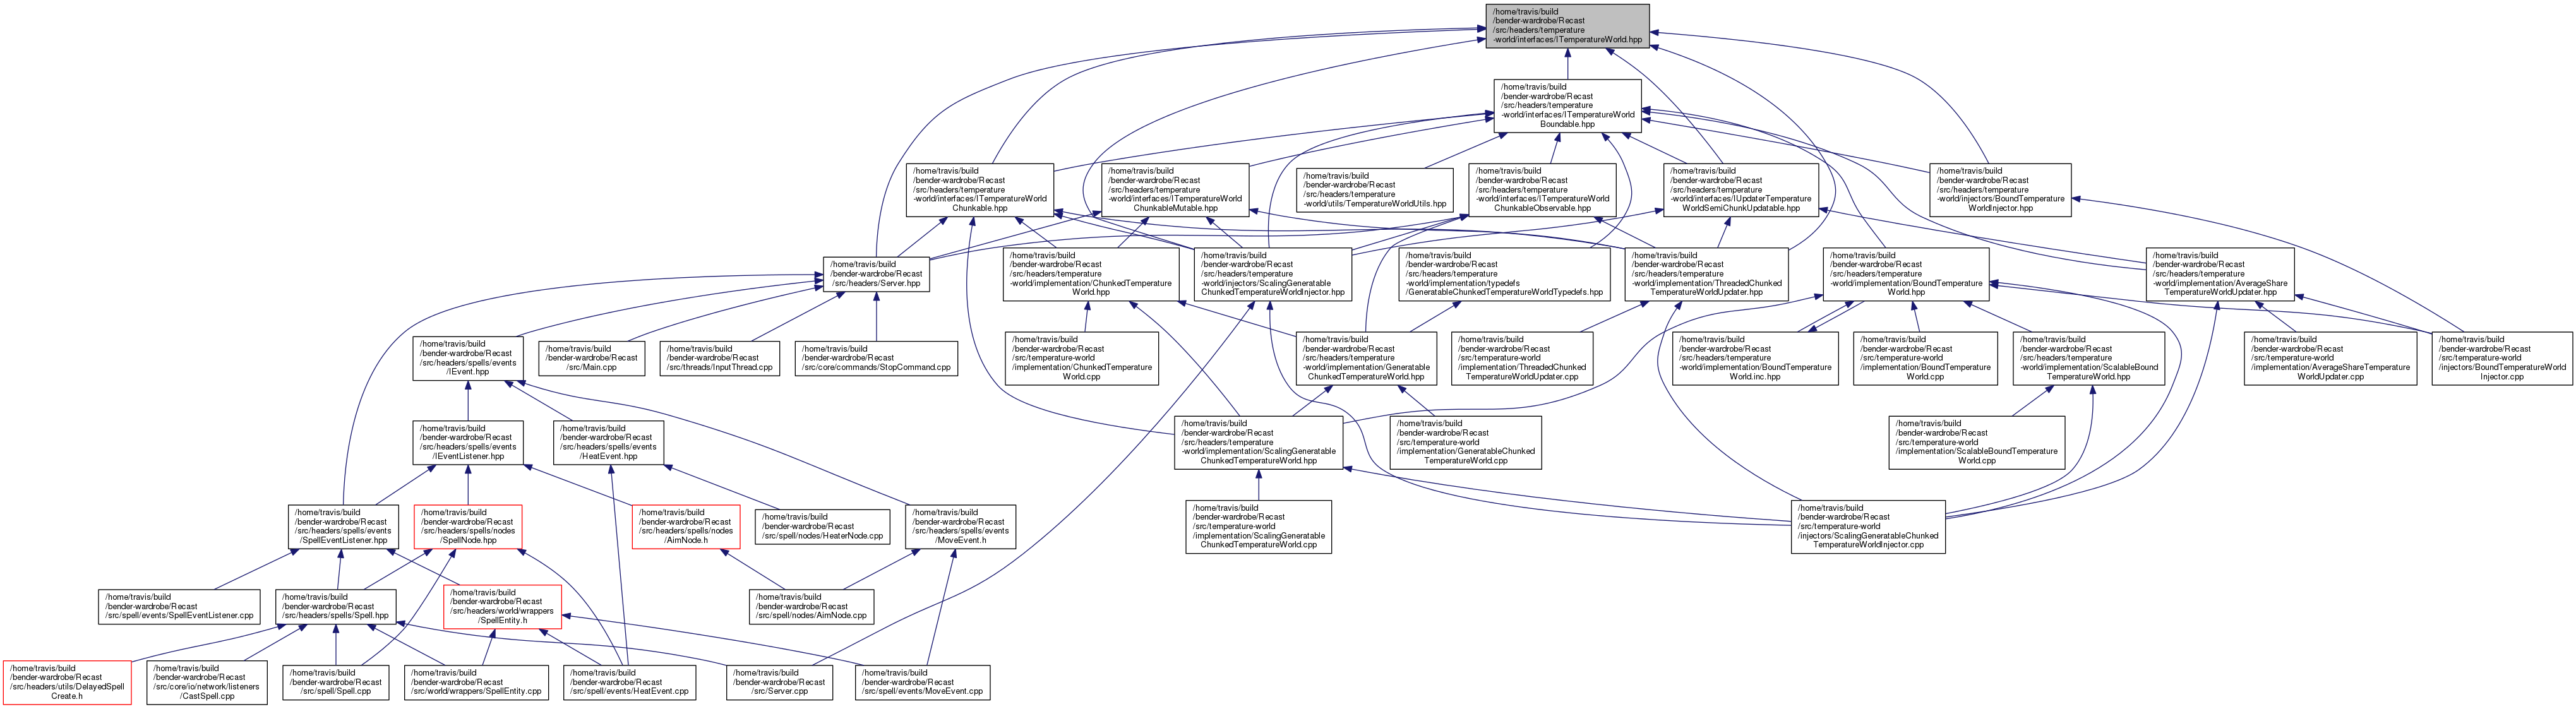 /home/travis/build
/bender-wardrobe/Recast
/src/headers/temperature
-world/interfaces/ITemperatureWorld.hpp
/home/travis/build
/bender-wardrobe/Recast
/src/headers/temperature
-world/interfaces/ITemperatureWorld
Boundable.hpp
/home/travis/build
/bender-wardrobe/Recast
/src/headers/temperature
-world/interfaces/ITemperatureWorld
Chunkable.hpp
/home/travis/build
/bender-wardrobe/Recast
/src/headers/temperature
-world/interfaces/ITemperatureWorld
ChunkableMutable.hpp
/home/travis/build
/bender-wardrobe/Recast
/src/headers/temperature
-world/utils/TemperatureWorldUtils.hpp
/home/travis/build
/bender-wardrobe/Recast
/src/headers/temperature
-world/interfaces/ITemperatureWorld
ChunkableObservable.hpp
/home/travis/build
/bender-wardrobe/Recast
/src/headers/temperature
-world/interfaces/IUpdaterTemperature
WorldSemiChunkUpdatable.hpp
/home/travis/build
/bender-wardrobe/Recast
/src/headers/temperature
-world/injectors/BoundTemperature
WorldInjector.hpp
/home/travis/build
/bender-wardrobe/Recast
/src/headers/Server.hpp
/home/travis/build
/bender-wardrobe/Recast
/src/headers/temperature
-world/implementation/ChunkedTemperature
World.hpp
/home/travis/build
/bender-wardrobe/Recast
/src/headers/temperature
-world/injectors/ScalingGeneratable
ChunkedTemperatureWorldInjector.hpp
/home/travis/build
/bender-wardrobe/Recast
/src/headers/temperature
-world/implementation/typedefs
/GeneratableChunkedTemperatureWorldTypedefs.hpp
/home/travis/build
/bender-wardrobe/Recast
/src/headers/temperature
-world/implementation/ThreadedChunked
TemperatureWorldUpdater.hpp
/home/travis/build
/bender-wardrobe/Recast
/src/headers/temperature
-world/implementation/BoundTemperature
World.hpp
/home/travis/build
/bender-wardrobe/Recast
/src/headers/temperature
-world/implementation/AverageShare
TemperatureWorldUpdater.hpp
/home/travis/build
/bender-wardrobe/Recast
/src/headers/spells/events
/IEvent.hpp
/home/travis/build
/bender-wardrobe/Recast
/src/Main.cpp
/home/travis/build
/bender-wardrobe/Recast
/src/threads/InputThread.cpp
/home/travis/build
/bender-wardrobe/Recast
/src/core/commands/StopCommand.cpp
/home/travis/build
/bender-wardrobe/Recast
/src/temperature-world
/implementation/ChunkedTemperature
World.cpp
/home/travis/build
/bender-wardrobe/Recast
/src/headers/temperature
-world/implementation/Generatable
ChunkedTemperatureWorld.hpp
/home/travis/build
/bender-wardrobe/Recast
/src/temperature-world
/implementation/ThreadedChunked
TemperatureWorldUpdater.cpp
/home/travis/build
/bender-wardrobe/Recast
/src/headers/temperature
-world/implementation/BoundTemperature
World.inc.hpp
/home/travis/build
/bender-wardrobe/Recast
/src/temperature-world
/implementation/BoundTemperature
World.cpp
/home/travis/build
/bender-wardrobe/Recast
/src/headers/temperature
-world/implementation/ScalableBound
TemperatureWorld.hpp
/home/travis/build
/bender-wardrobe/Recast
/src/temperature-world
/implementation/AverageShareTemperature
WorldUpdater.cpp
/home/travis/build
/bender-wardrobe/Recast
/src/temperature-world
/injectors/BoundTemperatureWorld
Injector.cpp
/home/travis/build
/bender-wardrobe/Recast
/src/headers/spells/events
/IEventListener.hpp
/home/travis/build
/bender-wardrobe/Recast
/src/headers/spells/events
/HeatEvent.hpp
/home/travis/build
/bender-wardrobe/Recast
/src/headers/temperature
-world/implementation/ScalingGeneratable
ChunkedTemperatureWorld.hpp
/home/travis/build
/bender-wardrobe/Recast
/src/temperature-world
/implementation/GeneratableChunked
TemperatureWorld.cpp
/home/travis/build
/bender-wardrobe/Recast
/src/temperature-world
/implementation/ScalableBoundTemperature
World.cpp
/home/travis/build
/bender-wardrobe/Recast
/src/headers/spells/events
/SpellEventListener.hpp
/home/travis/build
/bender-wardrobe/Recast
/src/headers/spells/nodes
/SpellNode.hpp
/home/travis/build
/bender-wardrobe/Recast
/src/headers/spells/nodes
/AimNode.h
/home/travis/build
/bender-wardrobe/Recast
/src/spell/nodes/HeaterNode.cpp
/home/travis/build
/bender-wardrobe/Recast
/src/headers/spells/events
/MoveEvent.h
/home/travis/build
/bender-wardrobe/Recast
/src/temperature-world
/implementation/ScalingGeneratable
ChunkedTemperatureWorld.cpp
/home/travis/build
/bender-wardrobe/Recast
/src/temperature-world
/injectors/ScalingGeneratableChunked
TemperatureWorldInjector.cpp
/home/travis/build
/bender-wardrobe/Recast
/src/spell/events/SpellEventListener.cpp
/home/travis/build
/bender-wardrobe/Recast
/src/headers/spells/Spell.hpp
/home/travis/build
/bender-wardrobe/Recast
/src/headers/world/wrappers
/SpellEntity.h
/home/travis/build
/bender-wardrobe/Recast
/src/spell/nodes/AimNode.cpp
/home/travis/build
/bender-wardrobe/Recast
/src/headers/utils/DelayedSpell
Create.h
/home/travis/build
/bender-wardrobe/Recast
/src/core/io/network/listeners
/CastSpell.cpp
/home/travis/build
/bender-wardrobe/Recast
/src/spell/Spell.cpp
/home/travis/build
/bender-wardrobe/Recast
/src/world/wrappers/SpellEntity.cpp
/home/travis/build
/bender-wardrobe/Recast
/src/spell/events/HeatEvent.cpp
/home/travis/build
/bender-wardrobe/Recast
/src/Server.cpp
/home/travis/build
/bender-wardrobe/Recast
/src/spell/events/MoveEvent.cpp